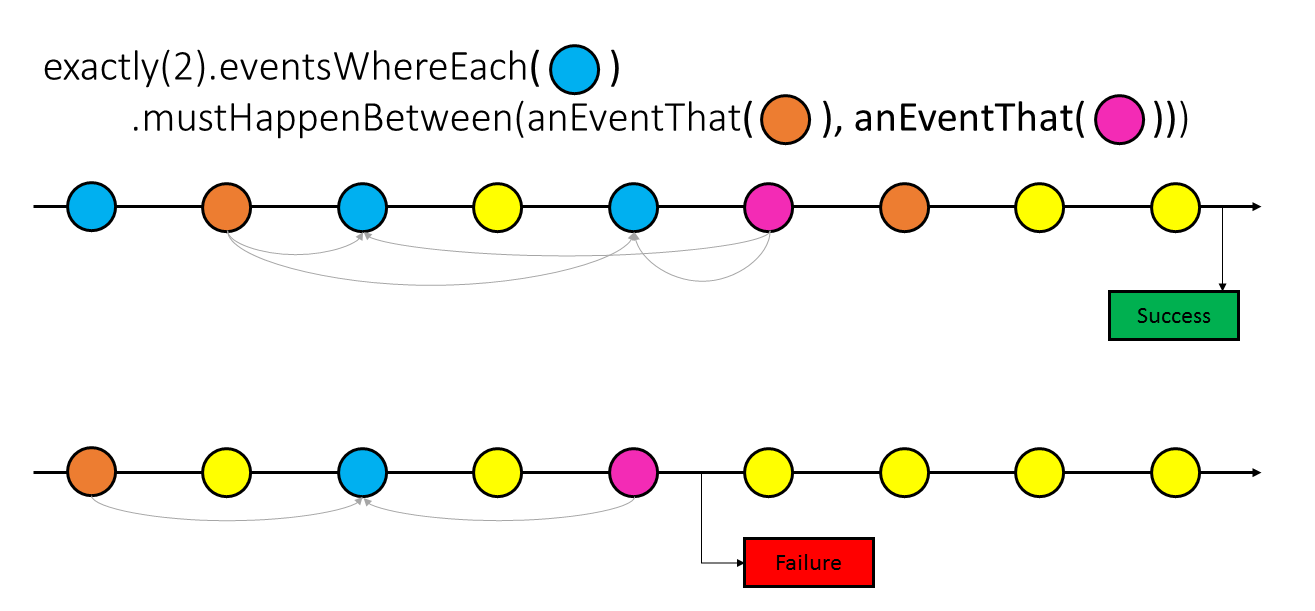 exactly(2).eventsWhereEach( )
.mustHappenBetween(anEventThat( ), anEventThat( )))
Success
Failure